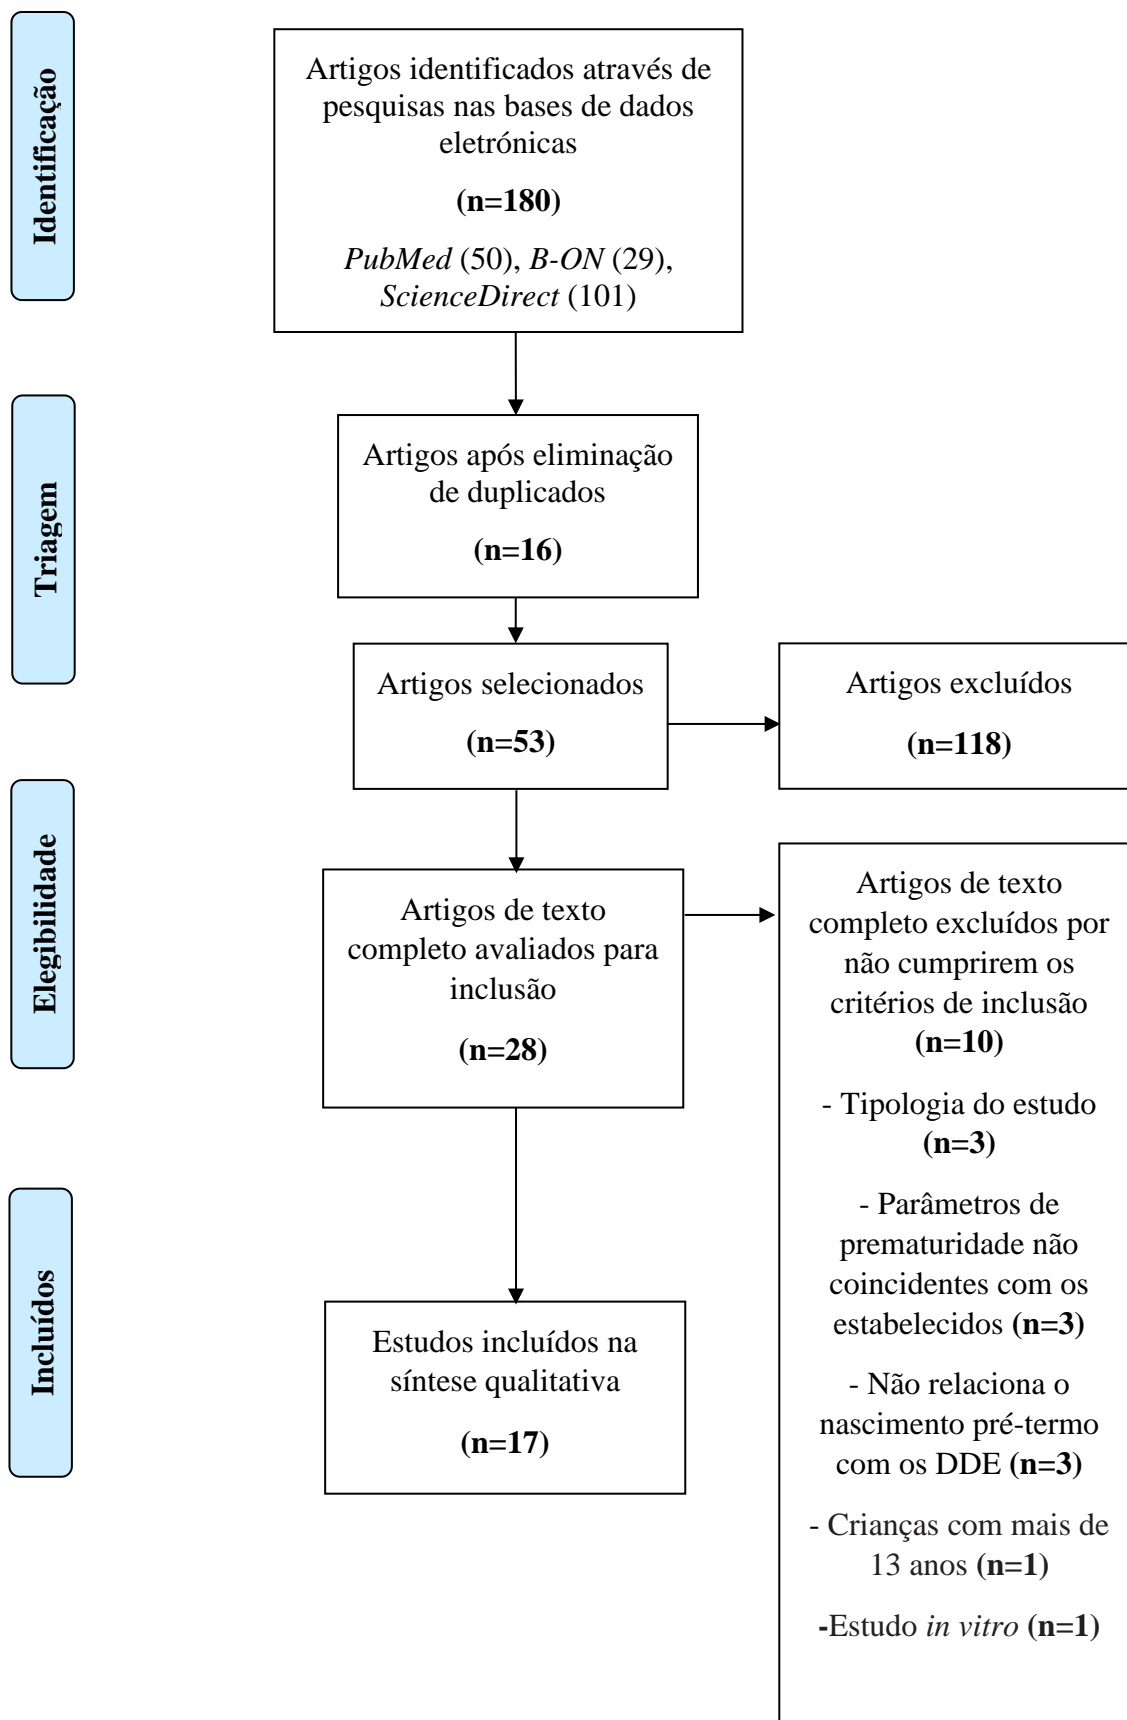 Identificação
Artigos identificados através de
pesquisas nas bases de dados
eletrónicas
(n=180)
PubMed (50), B-ON (29),
ScienceDirect (101)
Triagem
Artigos após eliminação
de duplicados
(n=16)
Artigos selecionados
(n=53)
Artigos excluídos
(n=118)
Elegibilidade
Artigos de texto
completo avaliados para
inclusão
(n=28)
Artigos de texto
completo excluídos por
não cumprirem os
critérios de inclusão
(n=10)
- Tipologia do estudo
(n=3)
- Parâmetros de
prematuridade não
coincidentes com os
estabelecidos (n=3)
- Não relaciona o
nascimento pré-termo
com os DDE (n=3)
- Crianças com mais de
13 anos (n=1)
-Estudo in vitro (n=1)
Incluídos
Estudos incluídos na
síntese qualitativa
(n=17)